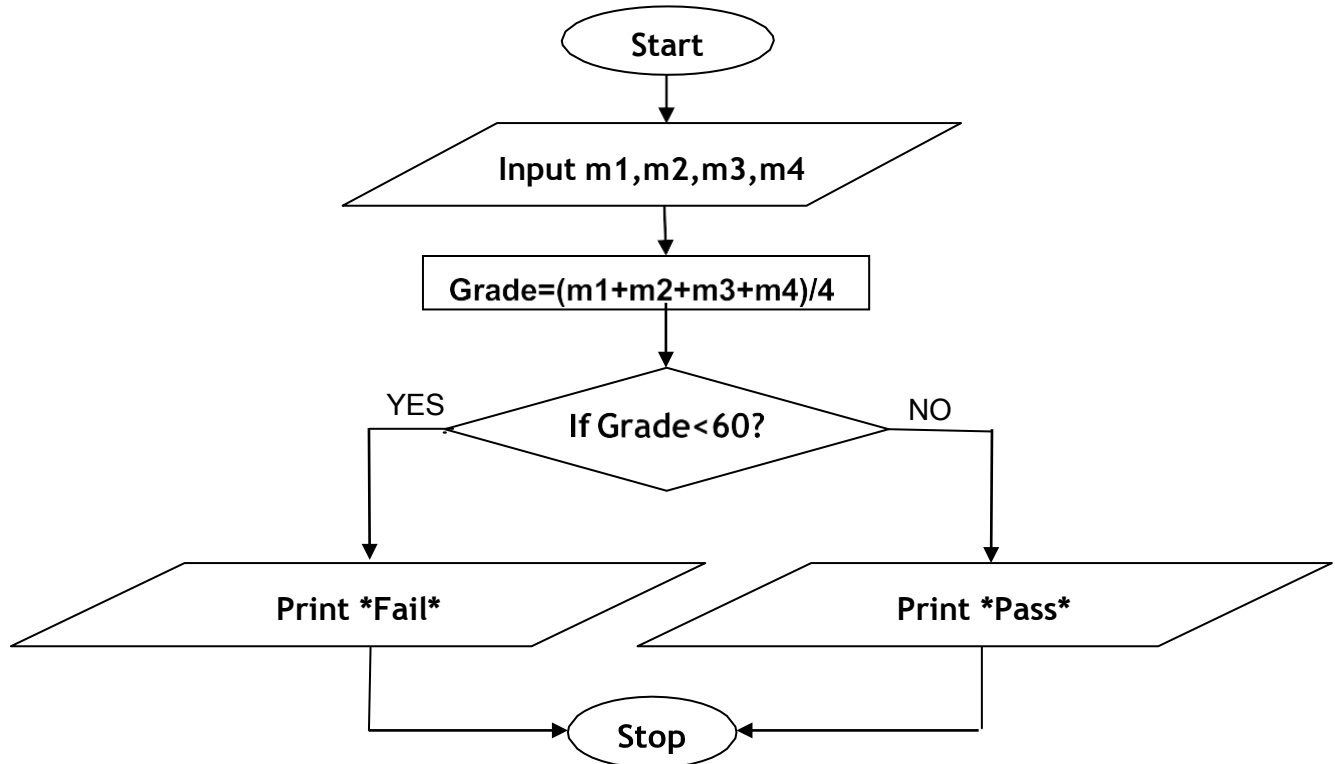 Start
Input m1,m2,m3,m4
Grade=(m1+m2+m3+m4)/4
YES
If Grade<60?
NO
Print *Fail*
Print *Pass*
Stop